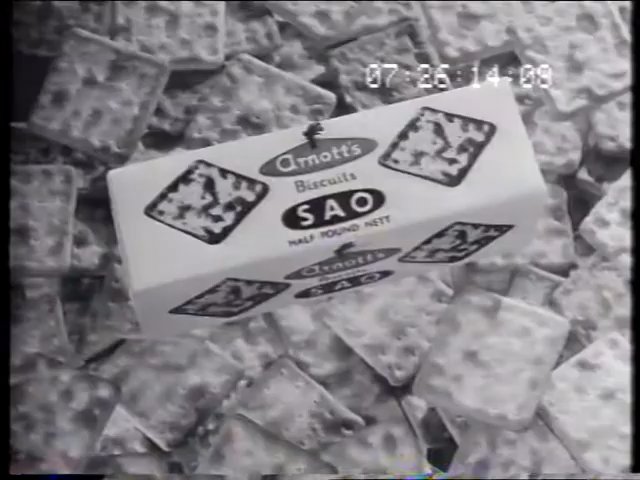 07:26:14:09
Arnott's
Biscuits
SAO
HALF POUND NETT
Arnott's
SAO